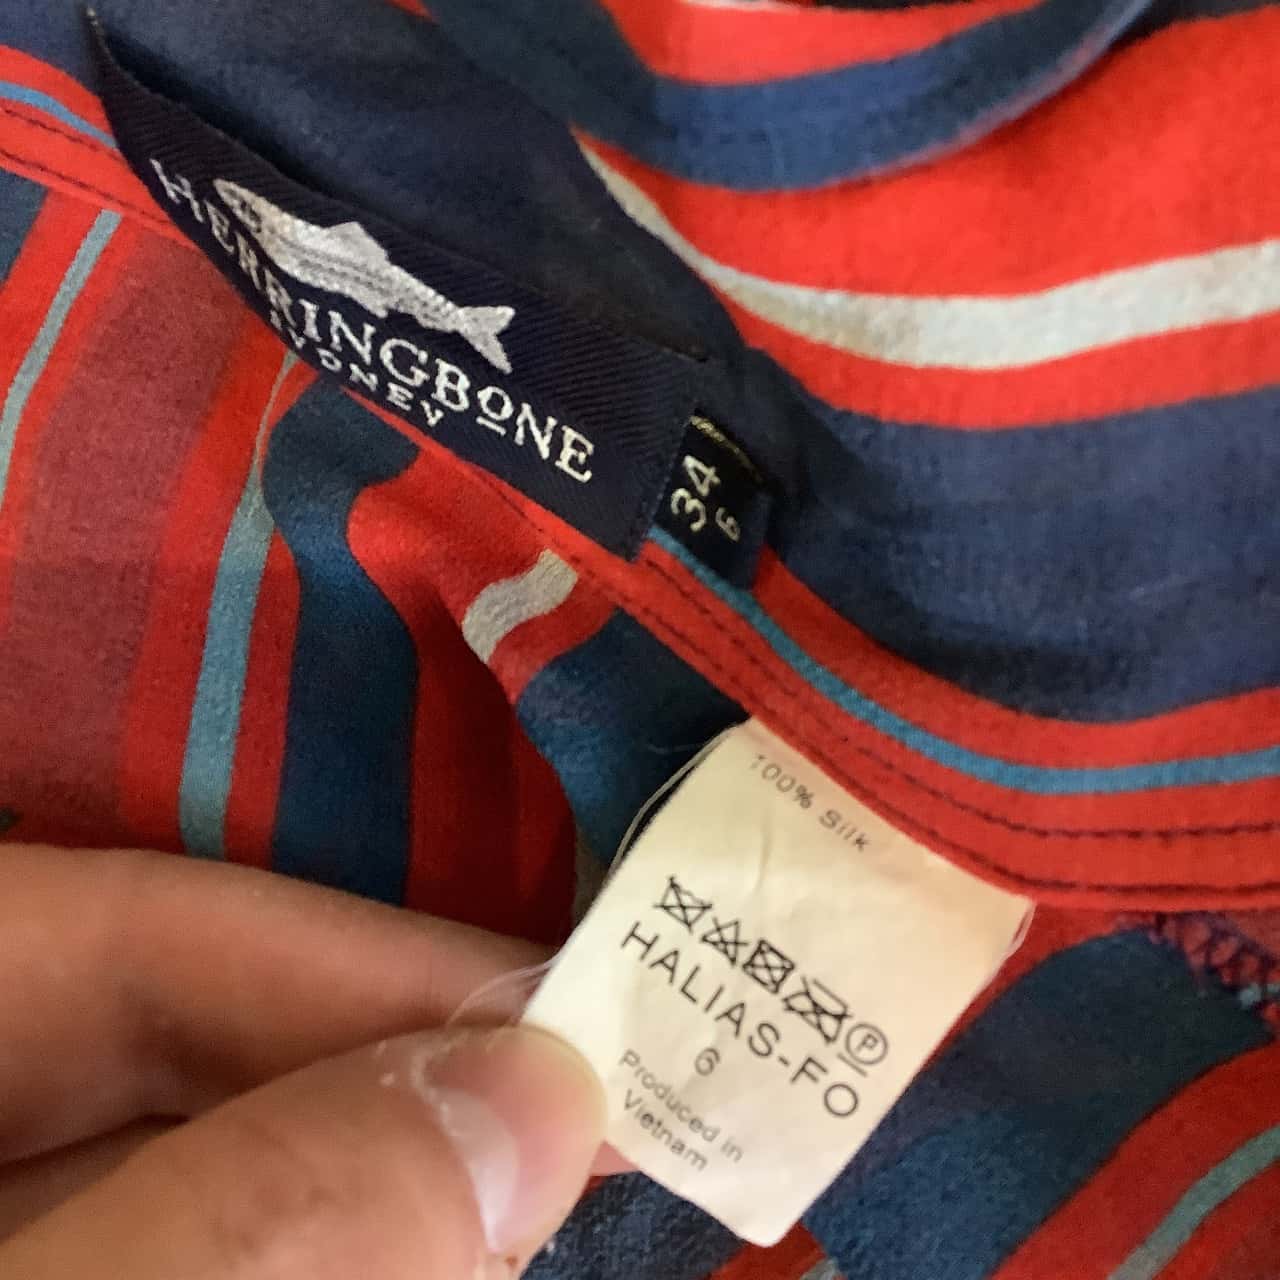 HERRINGBONE
SYDNEY
34
6
100% Silk
P
HALIAS-FO
6
Produced in
Vietnam